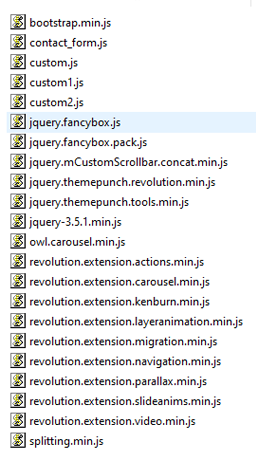 bootstrap.min.js
contact_form.js
custom.js
custom1.js
custom2.js
jquery.fancybox.js
jquery.fancybox.pack.js
jquery.mCustomScrollbar.concat.min.js
jquery.themepunch.revolution.min.js
jquery.themepunch.tools.min.js
jquery-3.5.1.min.js
owl.carousel.min.js
revolution.extension.actions.min.js
revolution.extension.carousel.min.js
revolution.extension.kenburn.min.js
revolution.extension.layeranimation.min.js
revolution.extension.migration.min.js
revolution.extension.navigation.min.js
revolution.extension.parallax.min.js
revolution.extension.slideanims.min.js
revolution.extension.video.min.js
splitting.min.js